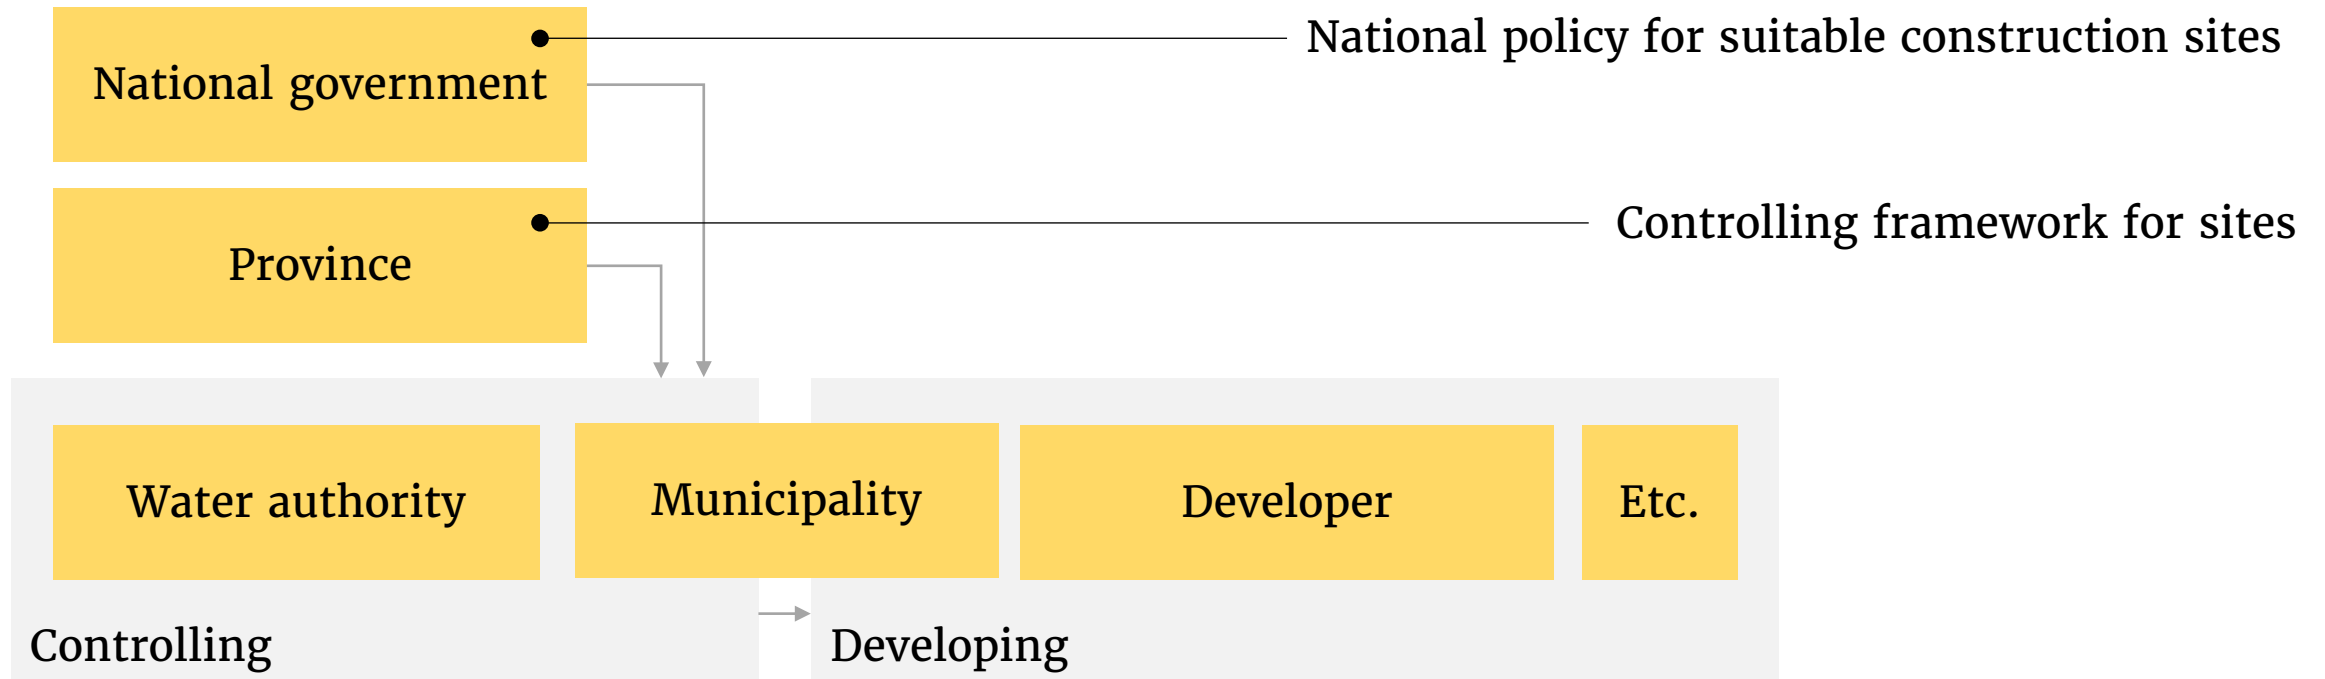 National government
National policy for suitable construction sites
Province
Controlling framework for sites
Water authority
Municipality
Developer
Etc.
Controlling
Developing